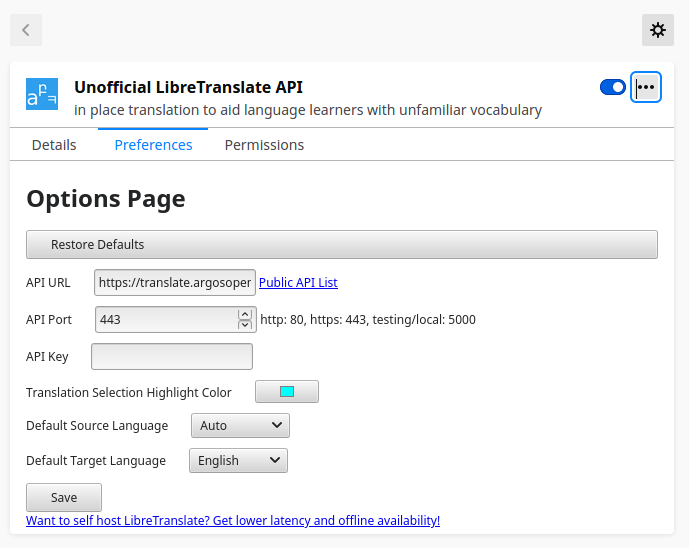 Unofficial LibreTranslate API
in place translation to aid language learners with unfamiliar vocabulary
Details Preferences Permissions
Options Page
Restore Defaults
API URL https://translate.argosoper Public API List
API Port 443 http: 80, https: 443, testing/local: 5000
API Key
Translation Selection Highlight Color
Default Source Language Auto
Default Target Language English
Save
Want to self host LibreTranslate? Get lower latency and offline availability!